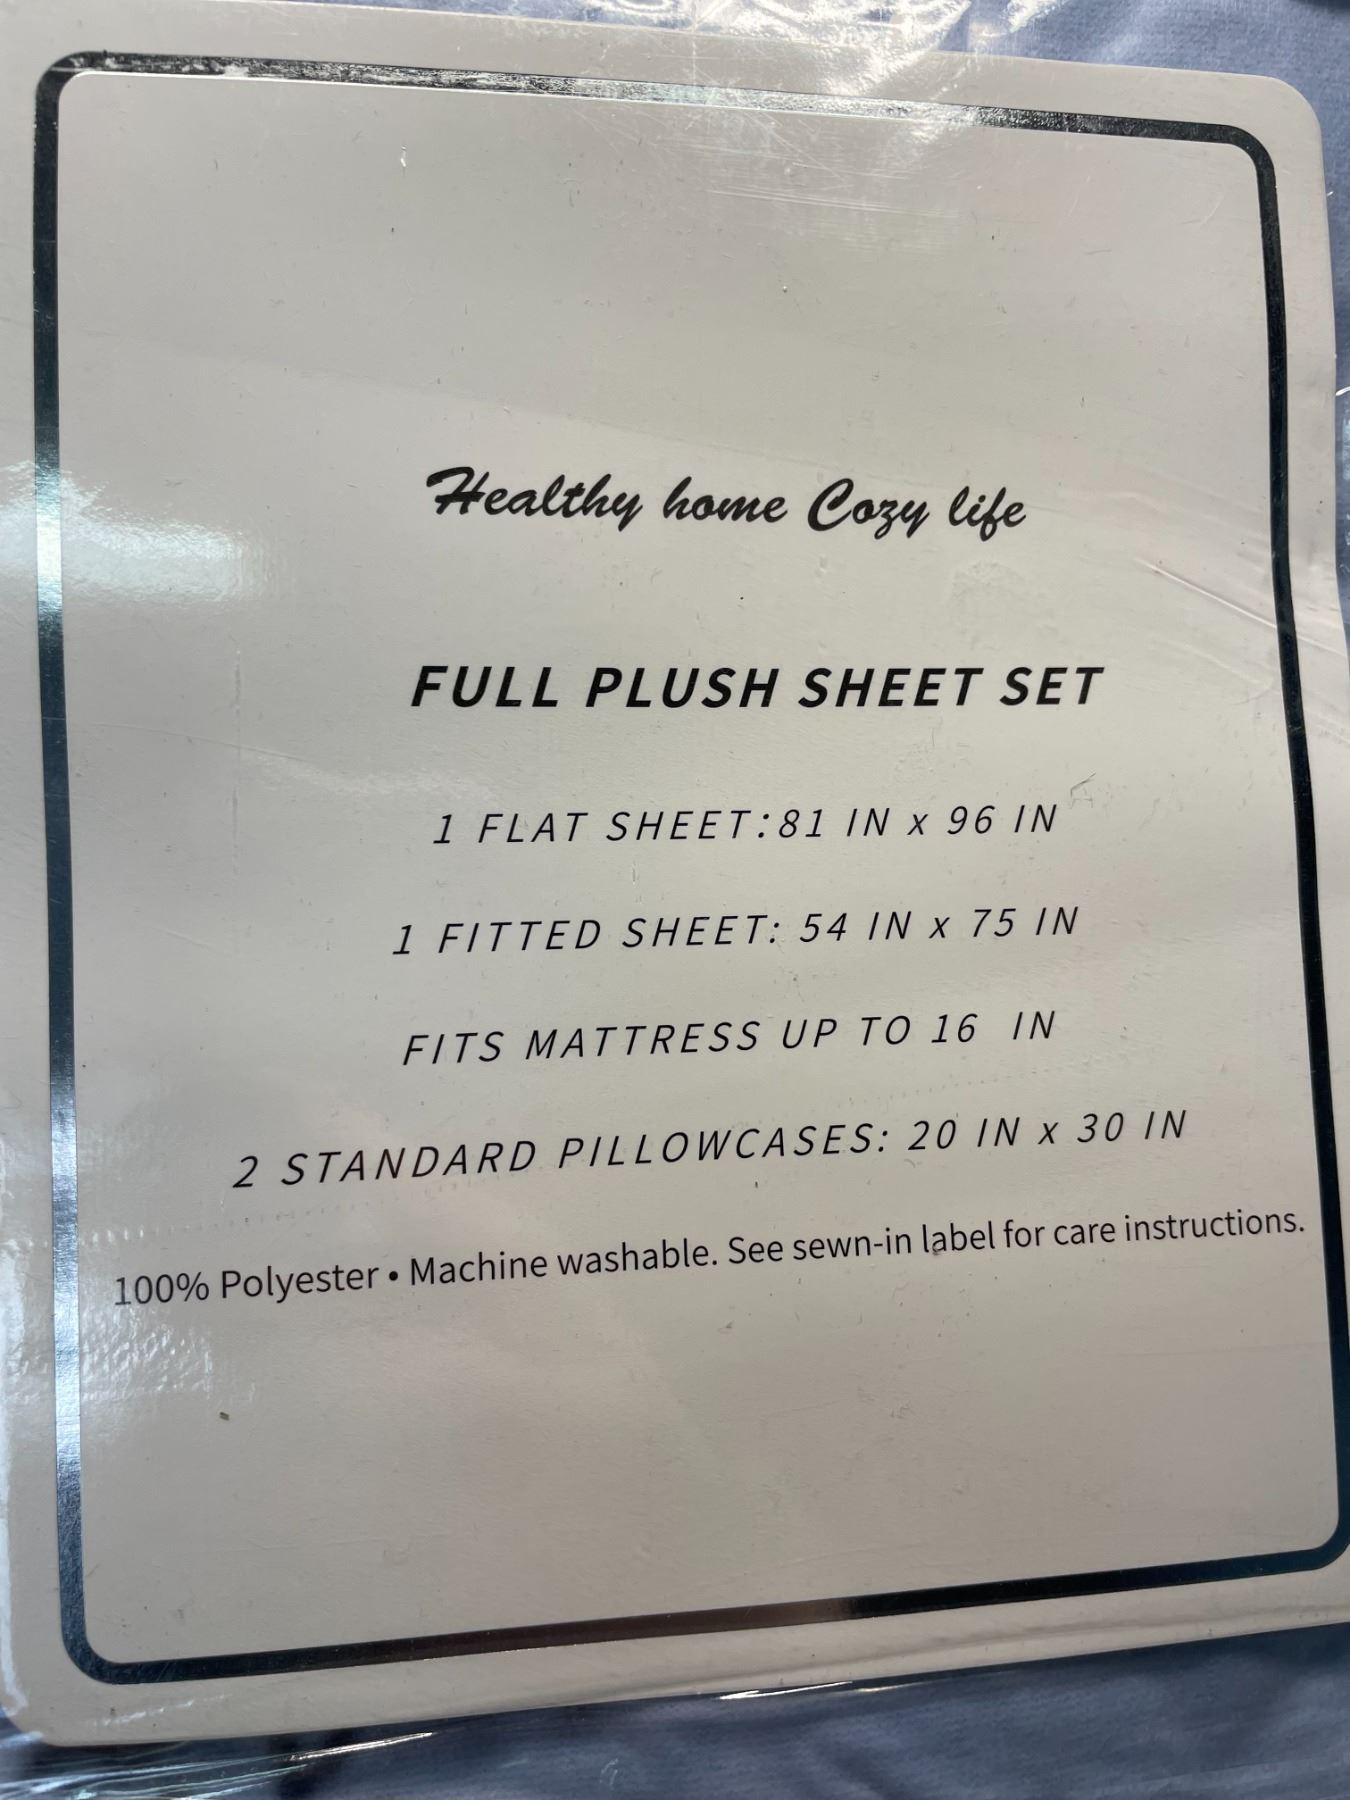 Healthy home Cozy life
FULL PLUSH SHEET SET
1 FLAT SHEET:81 IN x 96 IN
1 FITTED SHEET: 54 IN x 75 IN
FITS MATTRESS UP TO 16 IN
2 STANDARD PILLOWCASES: 20 IN x 30 IN
100% Polyester • Machine washable. See sewn-in label for care instructions.